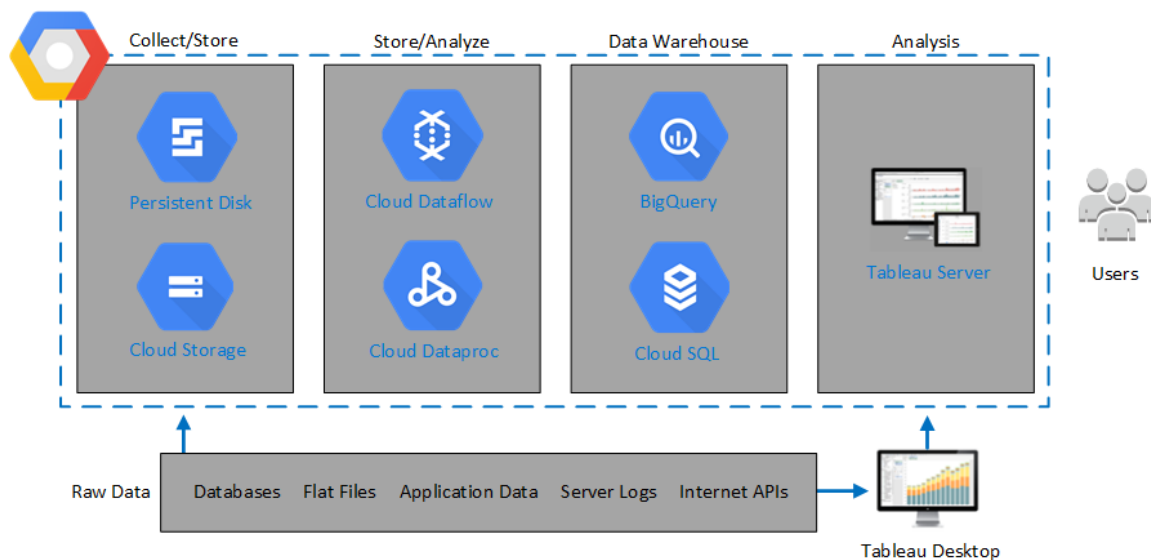 Collect/Store
Store/Analyze
Data Warehouse
Analysis
Persistent Disk
Cloud Dataflow
BigQuery
Tableau Server
Cloud Storage
Cloud Dataproc
Cloud SQL
Users
Raw Data
Databases
Flat Files
Application Data
Server Logs
Internet APIs
Tableau Desktop